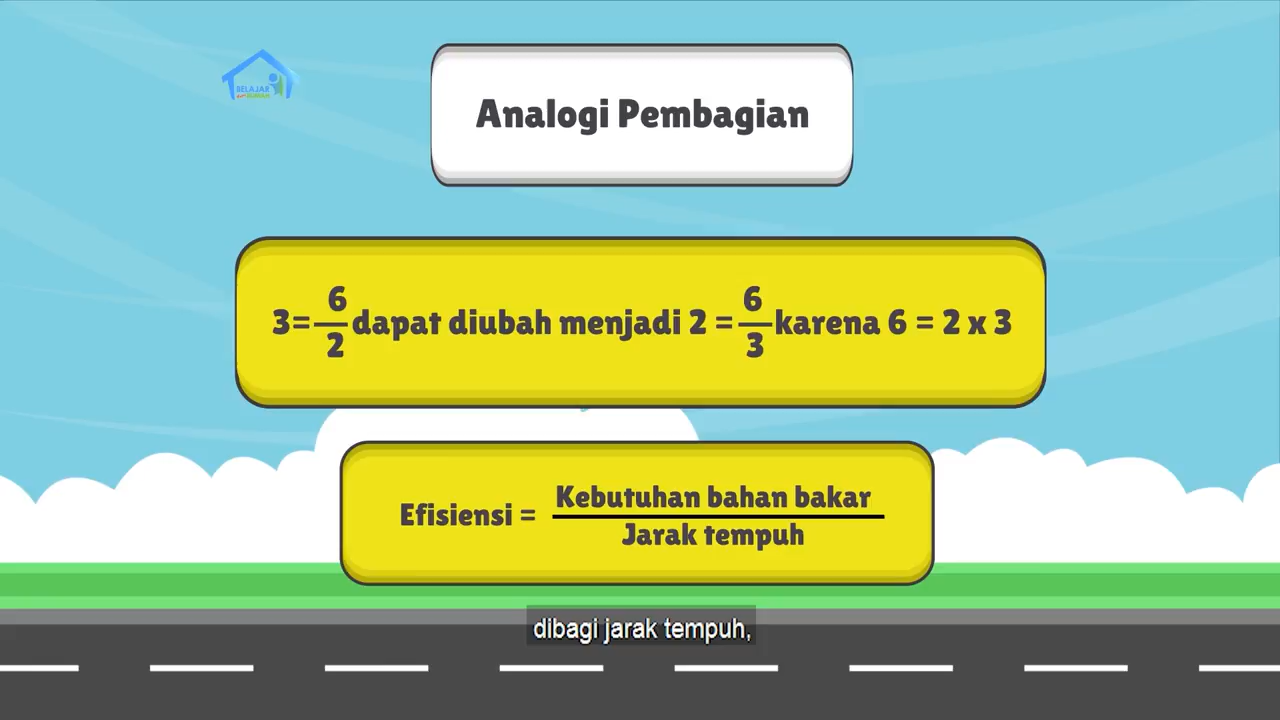 BELAJAR
Analogi Pembagian
3 = 6/2 dapat diubah menjadi 2 = 6/3 karena 6 = 2 x 3
Efisiensi = Kebutuhan bahan bakar / Jarak tempuh
dibagi jarak tempuh,